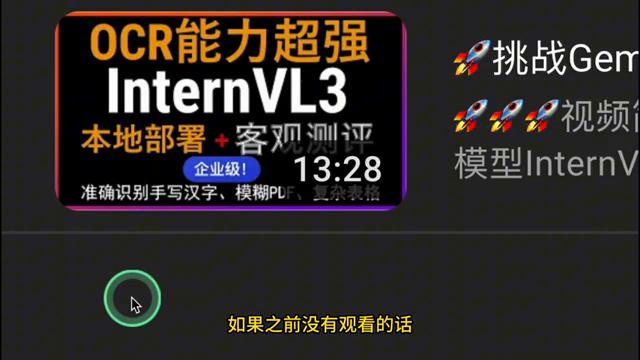 OCR能力超强
InternVL3
本地部署+客观测评
企业级!
13:28
准确识别手写汉字、模糊PDF、复杂表格
🚀挑战Gem
🚀🚀🚀视频
模型InternV
如果之前没有观看的话